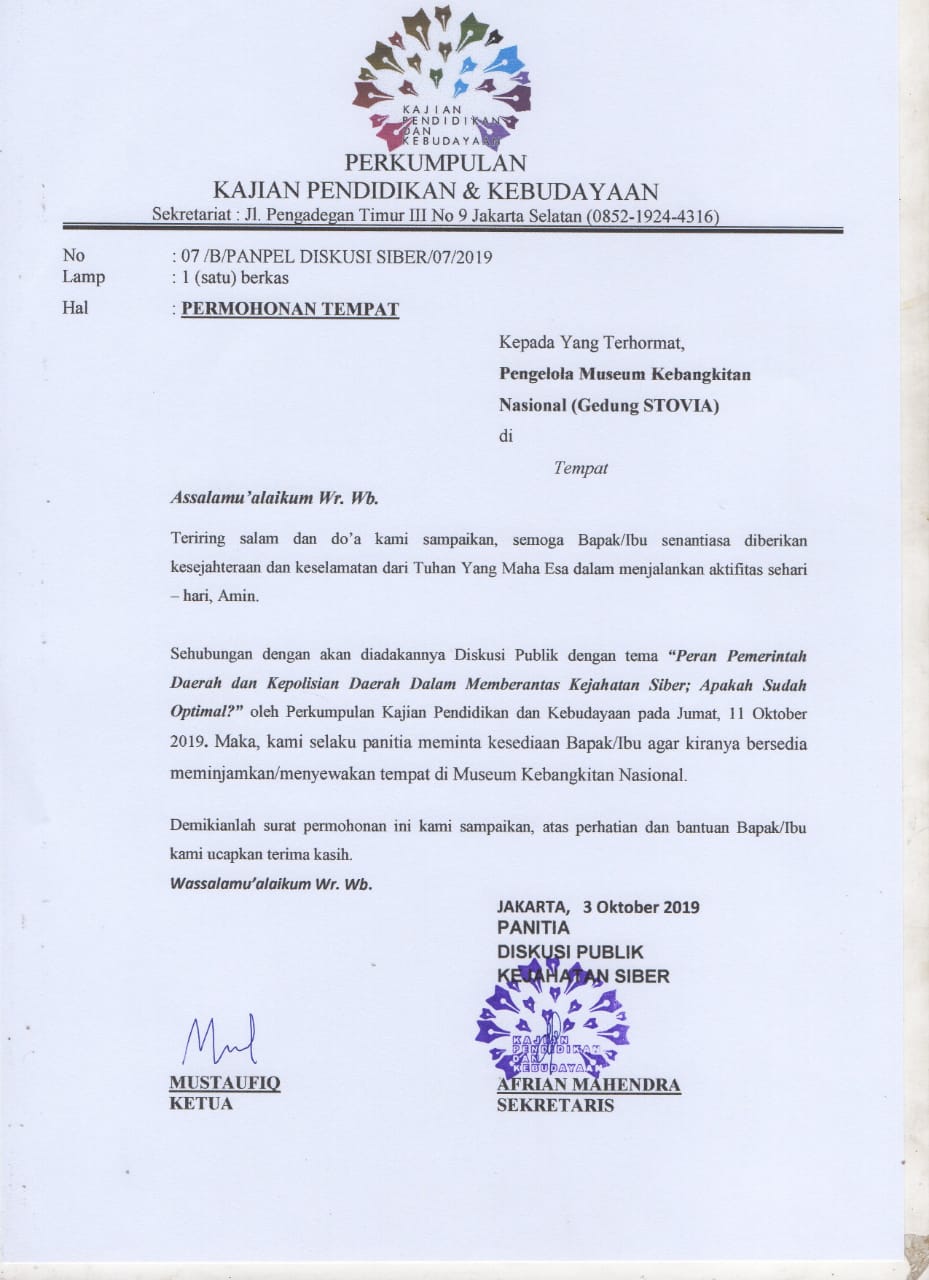 KAJIAN
PENDIDIKAN
DAN
KEBUDAYAAN
PERKUMPULAN
KAJIAN PENDIDIKAN & KEBUDAYAAN
Sekretariat : Jl. Pengadegan Timur III No 9 Jakarta Selatan (0852-1924-4316)
No : 07 /B/PANPEL DISKUSI SIBER/07/2019
Lamp : 1 (satu) berkas
Hal : PERMOHONAN TEMPAT
Kepada Yang Terhormat,
Pengelola Museum Kebangkitan
Nasional (Gedung STOVIA)
di
Tempat
Assalamu’alaikum Wr. Wb.
Teriring salam dan do’a kami sampaikan, semoga Bapak/Ibu senantiasa diberikan
kesejahteraan dan keselamatan dari Tuhan Yang Maha Esa dalam menjalankan aktifitas sehari
– hari, Amin.
Sehubungan dengan akan diadakannya Diskusi Publik dengan tema “Peran Pemerintah
Daerah dan Kepolisian Daerah Dalam Memberantas Kejahatan Siber; Apakah Sudah
Optimal?” oleh Perkumpulan Kajian Pendidikan dan Kebudayaan pada Jumat, 11 Oktober
2019. Maka, kami selaku panitia meminta kesediaan Bapak/Ibu agar kiranya bersedia
meminjamkan/menyewakan tempat di Museum Kebangkitan Nasional.
Demikianlah surat permohonan ini kami sampaikan, atas perhatian dan bantuan Bapak/Ibu
kami ucapkan terima kasih.
Wassalamu’alaikum Wr. Wb.
JAKARTA, 3 Oktober 2019
PANITIA
DISKUSI PUBLIK
KEJAHATAN SIBER
KAJIAN
PENDIDIKAN
DAN
KEBUDAYAAN
MUSTAUFIQ
KETUA
AFRIAN MAHENDRA
SEKRETARIS